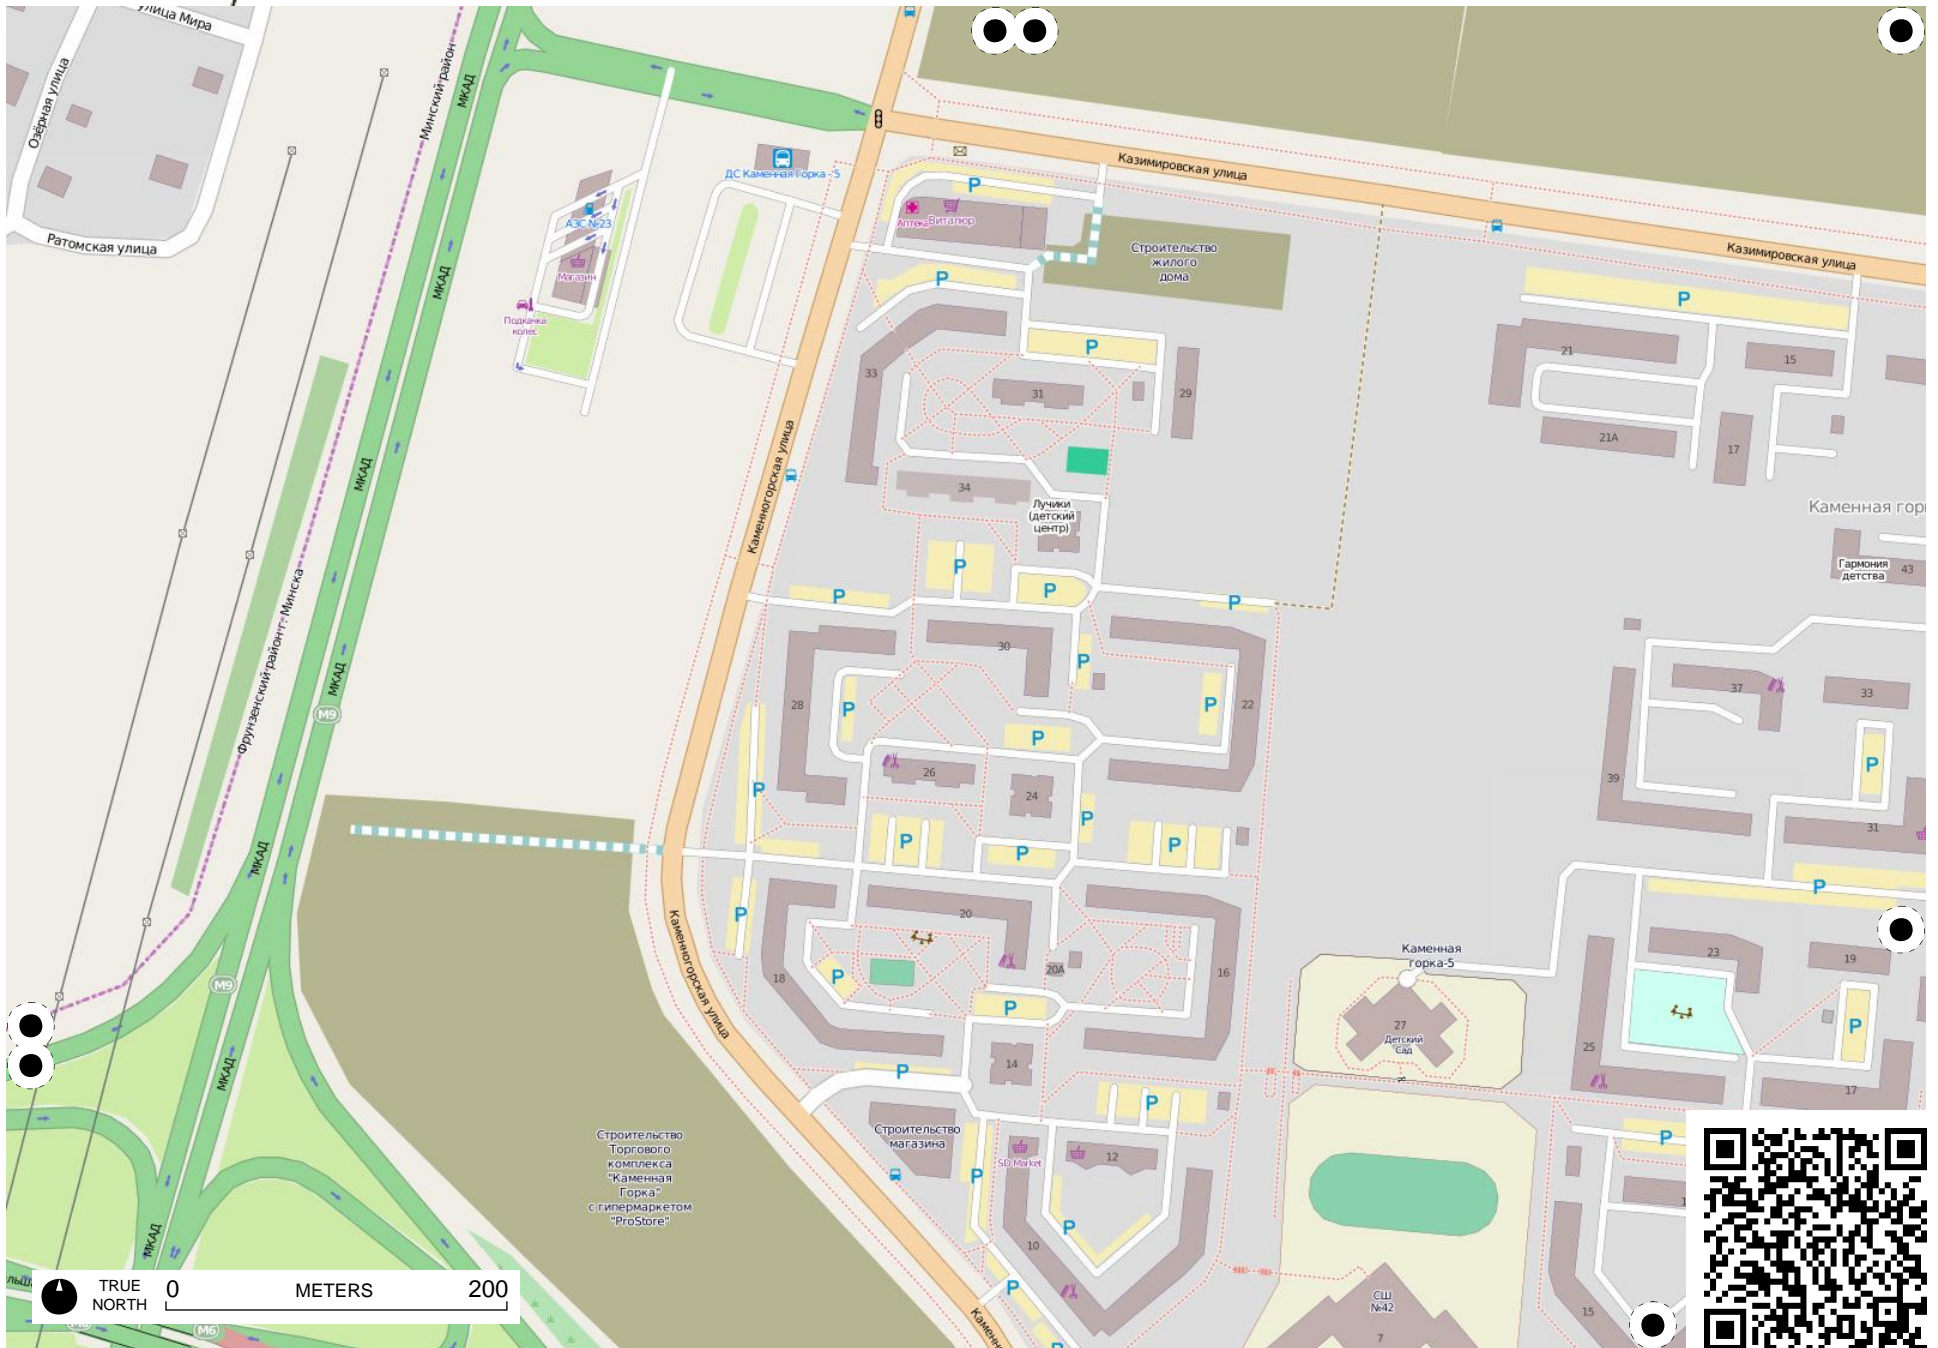 улица Мира
Озёрная улица
Ратомская улица
Минский район
МКАД
МКАД
МКАД
МКАД
МКАД
МКАД
МКАД
МКАД
Фрунзенский район г. Минска
M9
M9
M6
АЗС №23
Магазин
Подкачка
колес
ДС Каменная Горка - 5
Казимировская улица
Казимировская улица
P
Аптека
Виталюр
Строительство
жилого
дома
P
P
P
33
31
29
21
15
21А
17
34
Лучики
(детский
центр)
Каменная гор
Гармония
детства
43
Каменногорская улица
P
P
P
P
30
28
22
P
P
P
P
26
24
37
33
39
31
P
P
P
P
P
P
P
P
20
18
20А
16
P
P
14
P
P
Каменногорская улица
Каменная
горка-5
27
Детский
Сад
23
19
25
17
P
Строительство
магазина
SD Market
12
P
P
10
P
P
P
Каменн
Строительство
Торгового
комплекса
"Каменная
Горка"
с гипермаркетом
"ProStore"
СШ
№42
7
15
TRUE
NORTH
0 METERS 200